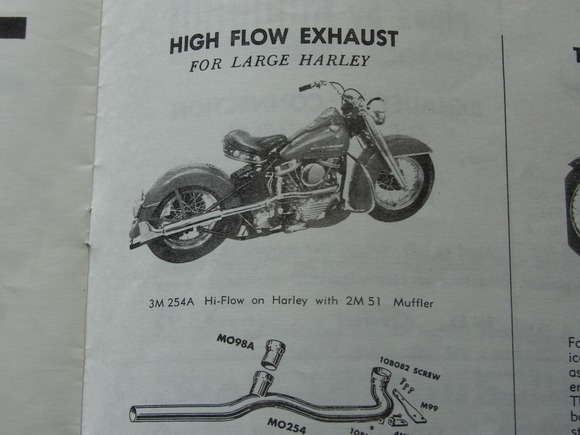 HIGH FLOW EXHAUST
FOR LARGE HARLEY
3M 254A Hi-Flow on Harley with 2M 51 Muffler
MO98A
10B082 SCREW
M99
MO254